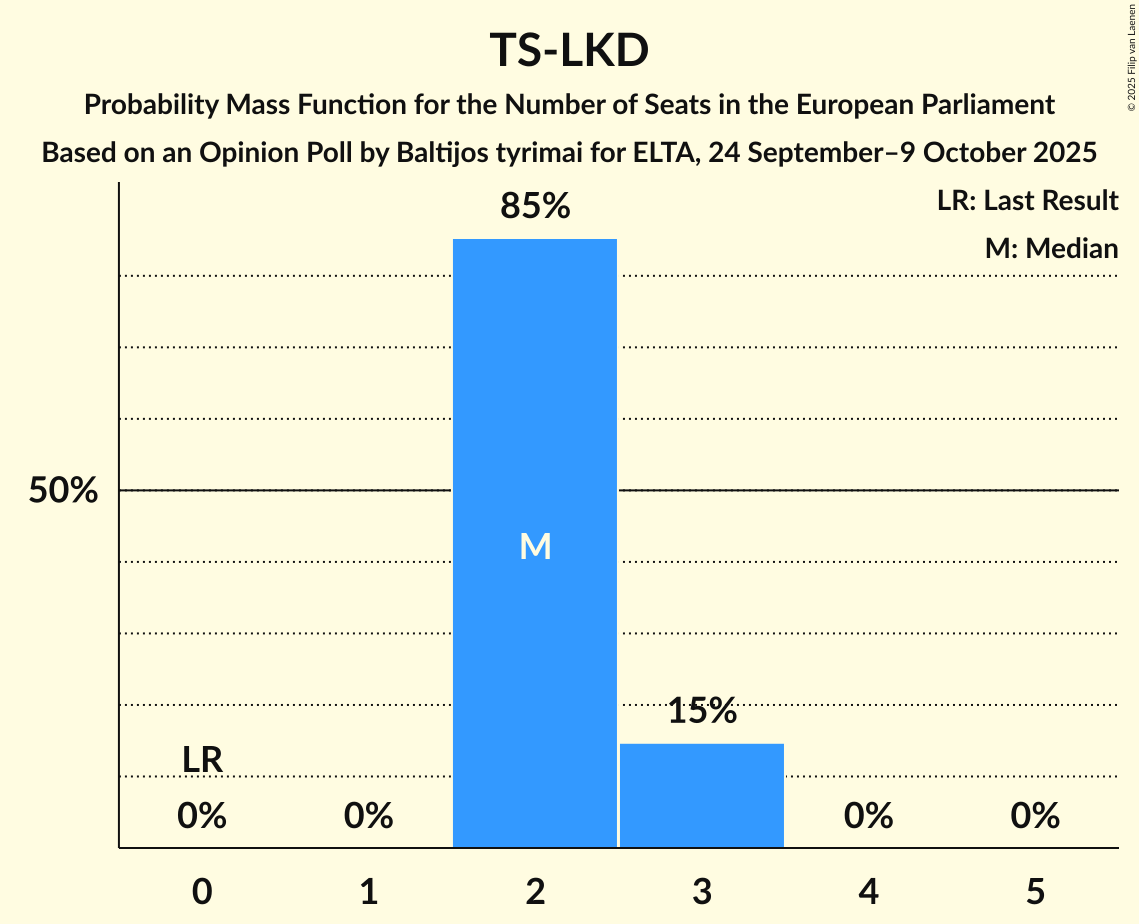 TS-LKD
Probability Mass Function for the Number of Seats in the European Parliament
Based on an Opinion Poll by Baltijos tyrimai for ELTA, 24 September–9 October 2025
© 2025 Filip van Laenen
LR: Last Result
M: Median
85%
50%
M
15%
LR
0%
0%
0%
0%
0
1
2
3
4
5